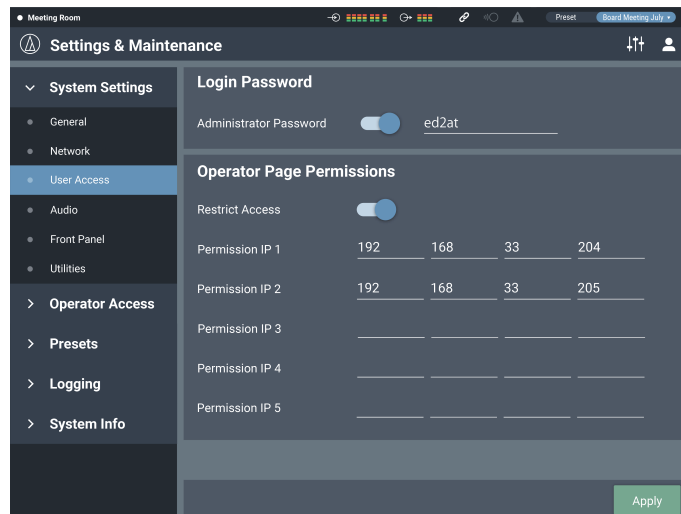 Meeting Room
Preset
Board Meeting July
Settings & Maintenance
System Settings
General
Network
User Access
Audio
Front Panel
Utilities
Operator Access
Presets
Logging
System Info
Login Password
Administrator Password ed2at
Operator Page Permissions
Restrict Access
Permission IP 1 192 168 33 204
Permission IP 2 192 168 33 205
Permission IP 3
Permission IP 4
Permission IP 5
Apply